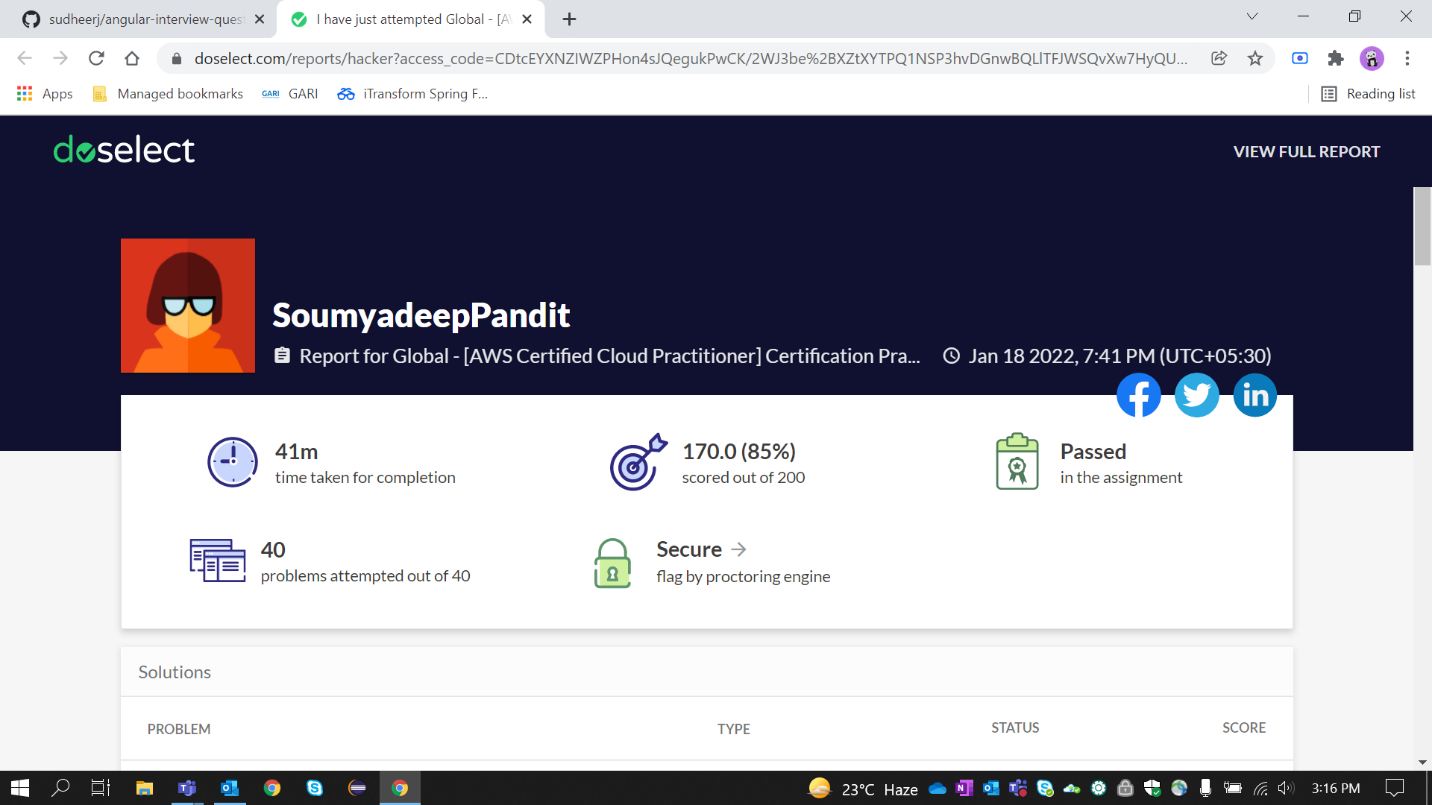 sudheerj/angular-interview-quest
I have just attempted Global - [AW
doselect.com/reports/hacker?access_code=CDtcEYXNZIWZPHon4sJQegukPwCK/2WJ3be%2BXZtXYTPQ1NSP3hvDGnwBQLlTFJWSQvXw7HyQU...
Apps
Managed bookmarks
GARI GARI
iTransform Spring F...
Reading list
doselect
VIEW FULL REPORT
SoumyadeepPandit
Report for Global - [AWS Certified Cloud Practitioner] Certification Pra...
Jan 18 2022, 7:41 PM (UTC+05:30)
41m
time taken for completion
170.0 (85%)
scored out of 200
Passed
in the assignment
40
problems attempted out of 40
Secure →
flag by proctoring engine
Solutions
PROBLEM TYPE STATUS SCORE
23°C Haze
3:16 PM